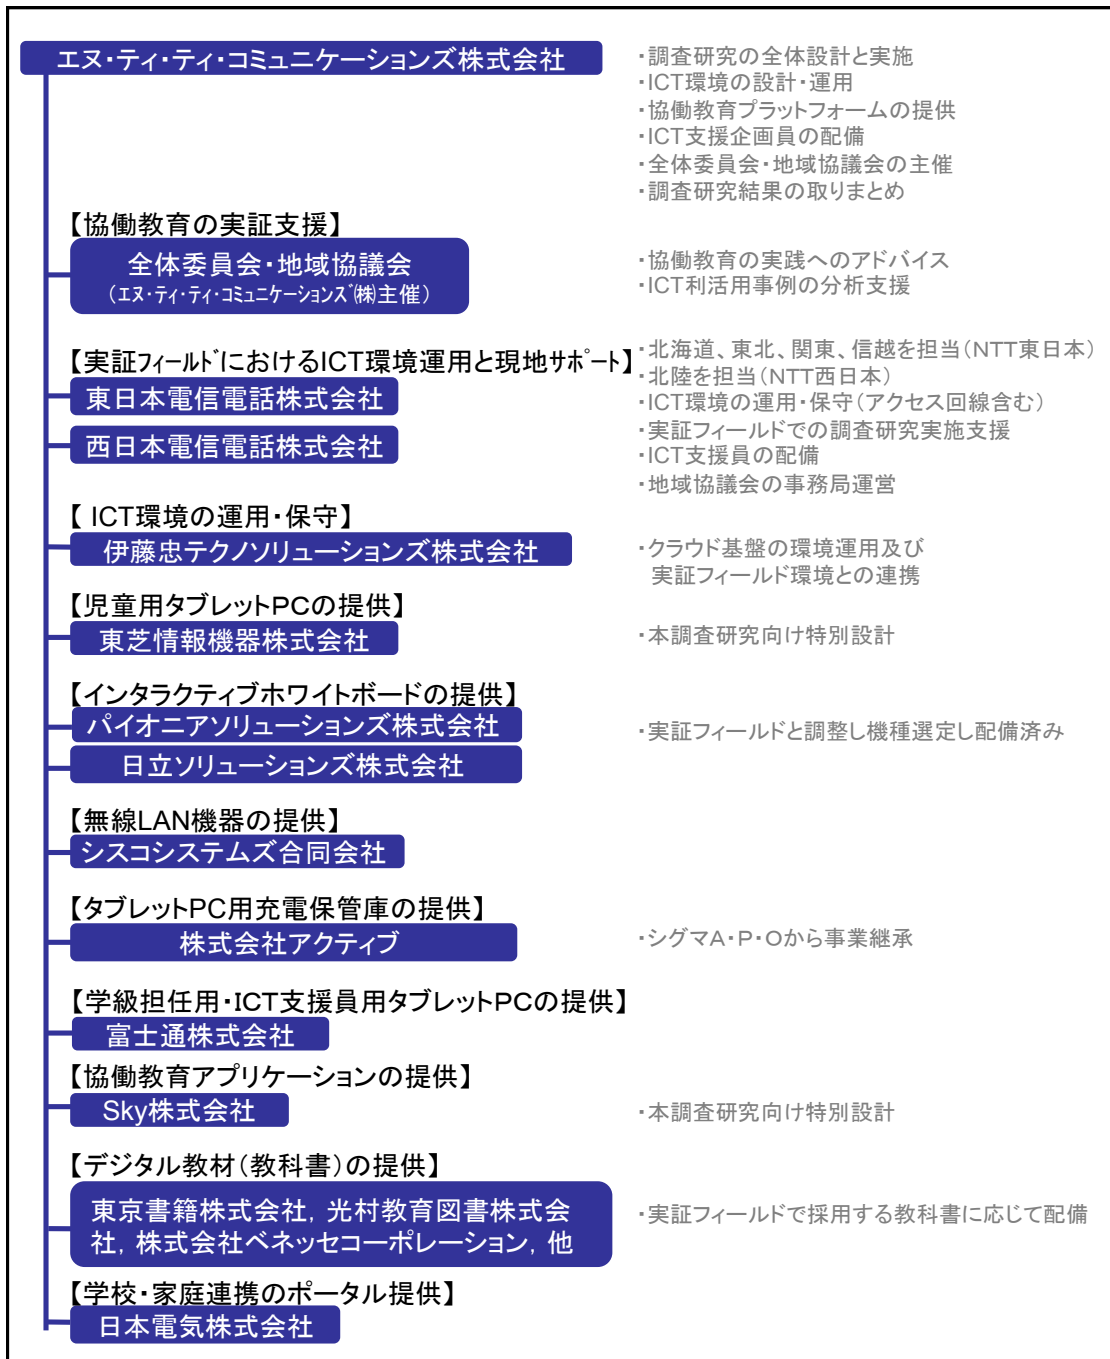 エヌ・ティ・ティ・コミュニケーションズ株式会社
・調査研究の全体設計と実施
・ICT環境の設計・運用
・協働教育プラットフォームの提供
・ICT支援企画員の配備
・全体委員会・地域協議会の主催
・調査研究結果の取りまとめ
【協働教育の実証支援】
全体委員会・地域協議会
（エヌ・ティ・ティ・コミュニケーションズ㈱主催）
・協働教育の実践へのアドバイス
・ICT利活用事例の分析支援
【実証フィールドにおけるICT環境運用と現地サポート】
東日本電信電話株式会社
西日本電信電話株式会社
・北海道、東北、関東、信越を担当（NTT東日本）
・北陸を担当（NTT西日本）
・ICT環境の運用・保守（アクセス回線含む）
・実証フィールドでの調査研究実施支援
・ICT支援員の配備
・地域協議会の事務局運営
【 ICT環境の運用・保守】
伊藤忠テクノソリューションズ株式会社
・クラウド基盤の環境運用及び
実証フィールド環境との連携
【児童用タブレットPCの提供】
東芝情報機器株式会社
・本調査研究向け特別設計
【インタラクティブホワイトボードの提供】
パイオニアソリューションズ株式会社
日立ソリューションズ株式会社
・実証フィールドと調整し機種選定し配備済み
【無線LAN機器の提供】
シスコシステムズ合同会社
【タブレットPC用充電保管庫の提供】
株式会社アクティブ
・シグマA・P・Oから事業継承
【学級担任用・ICT支援員用タブレットPCの提供】
富士通株式会社
【協働教育アプリケーションの提供】
Sky株式会社
・本調査研究向け特別設計
【デジタル教材（教科書）の提供】
東京書籍株式会社, 光村教育図書株式会
社, 株式会社ベネッセコーポレーション, 他
・実証フィールドで採用する教科書に応じて配備
【学校・家庭連携のポータル提供】
日本電気株式会社